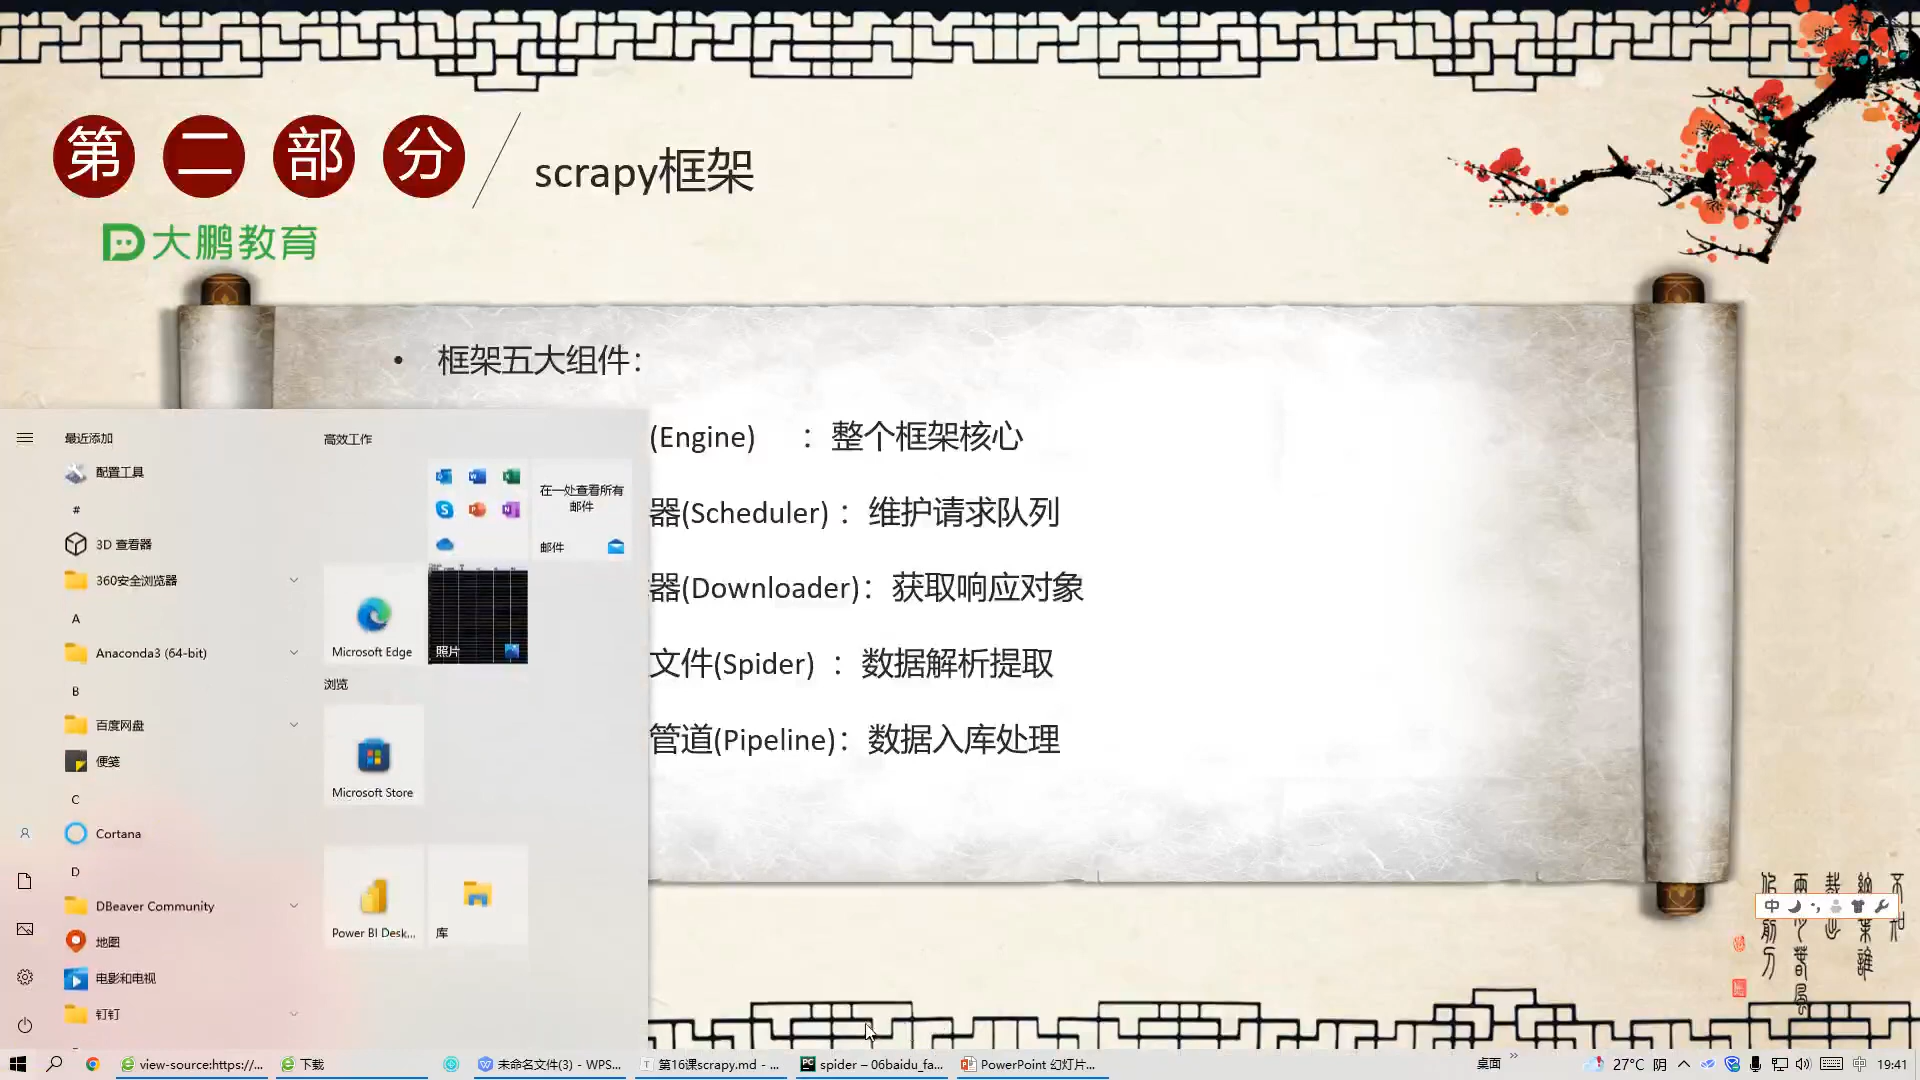 第二部分
scrapy框架
大鹏教育
• 框架五大组件：
(Engine) ：整个框架核心
器(Scheduler)：维护请求队列
器(Downloader)：获取响应对象
文件(Spider) ：数据解析提取
管道(Pipeline)：数据入库处理
最近添加
配置工具
#
3D 查看器
360安全浏览器
A
Anaconda3 (64-bit)
B
百度网盘
便笺
C
Cortana
D
DBeaver Community
地图
电影和电视
钉钉
高效工作
在一处查看所有
邮件
邮件
Microsoft Edge
照片
浏览
Microsoft Store
Power BI Desk...
库
中
view-source:https://...
下载
未命名文件(3) - WPS...
第16课scrapy.md - ...
spider – 06baidu_fa...
PowerPoint 幻灯片...
桌面
27°C 阴
中
19:41